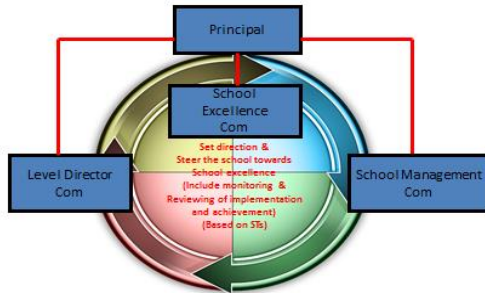 Principal
School
Excellence
Com
Set direction &
Steer the school towards
School excellence
(Include monitoring &
Reviewing of implementation
and achievement)
(Based on STs)
Level Director
Com
School Management
Com